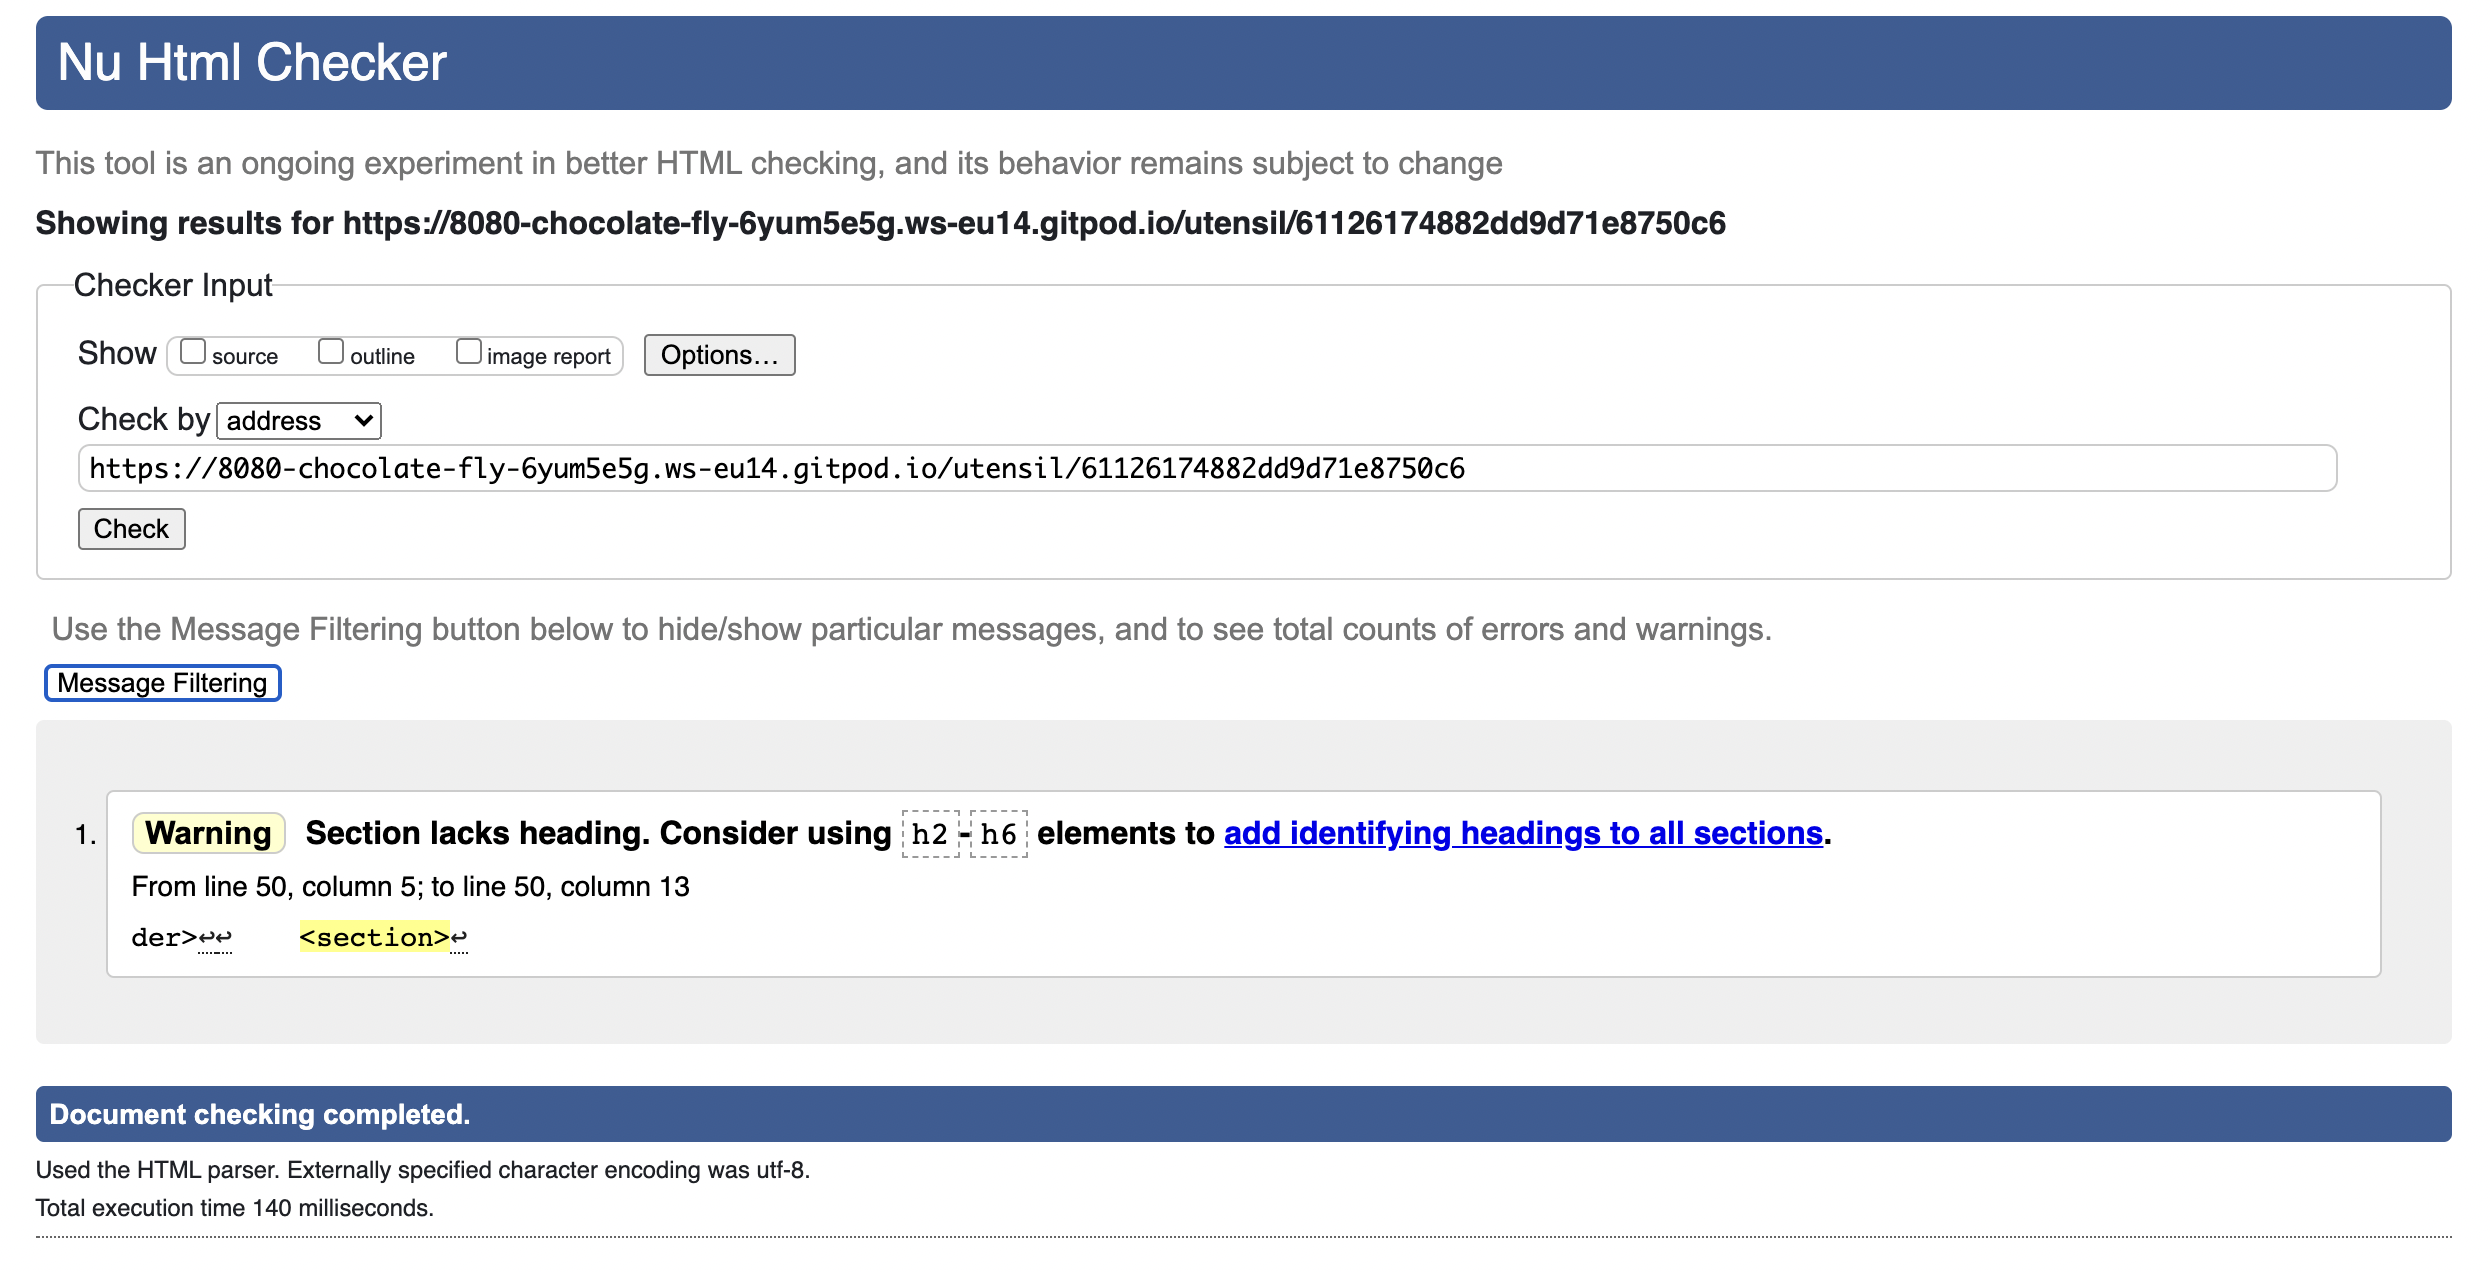 Nu Html Checker
This tool is an ongoing experiment in better HTML checking, and its behavior remains subject to change
Showing results for https://8080-chocolate-fly-6yum5e5g.ws-eu14.gitpod.io/utensil/61126174882dd9d71e8750c6
Checker Input
Show source outline image report Options...
Check by address
https://8080-chocolate-fly-6yum5e5g.ws-eu14.gitpod.io/utensil/61126174882dd9d71e8750c6
Check
Use the Message Filtering button below to hide/show particular messages, and to see total counts of errors and warnings.
Message Filtering
1. Warning Section lacks heading. Consider using h2-h6 elements to add identifying headings to all sections.
From line 50, column 5; to line 50, column 13
der>↩↩ <section>↩
Document checking completed.
Used the HTML parser. Externally specified character encoding was utf-8.
Total execution time 140 milliseconds.